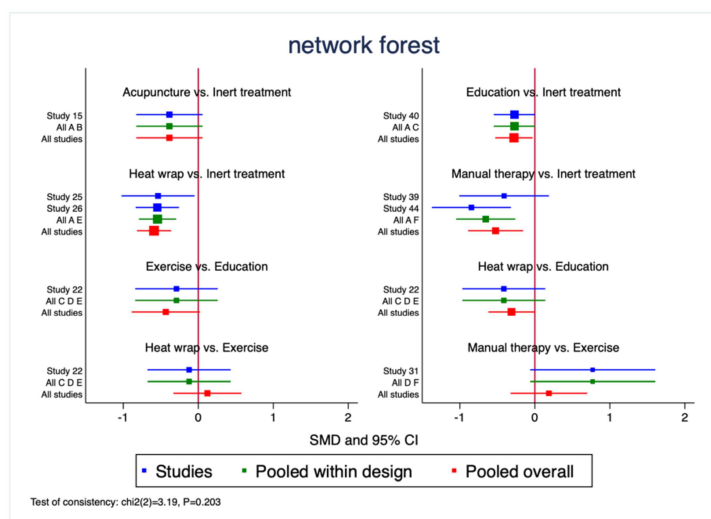 network forest
Acupuncture vs. Inert treatment
Study 15
All A B
All studies
Heat wrap vs. Inert treatment
Study 25
Study 26
All A E
All studies
Exercise vs. Education
Study 22
All C D E
All studies
Heat wrap vs. Exercise
Study 22
All C D E
All studies
-1 0 1 2
Education vs. Inert treatment
Study 40
All A C
All studies
Manual therapy vs. Inert treatment
Study 39
Study 44
All A F
All studies
Heat wrap vs. Education
Study 22
All C D E
All studies
Manual therapy vs. Exercise
Study 31
All D F
All studies
-1 0 1 2
SMD and 95% CI
Studies Pooled within design Pooled overall
Test of consistency: chi2(2)=3.19, P=0.203